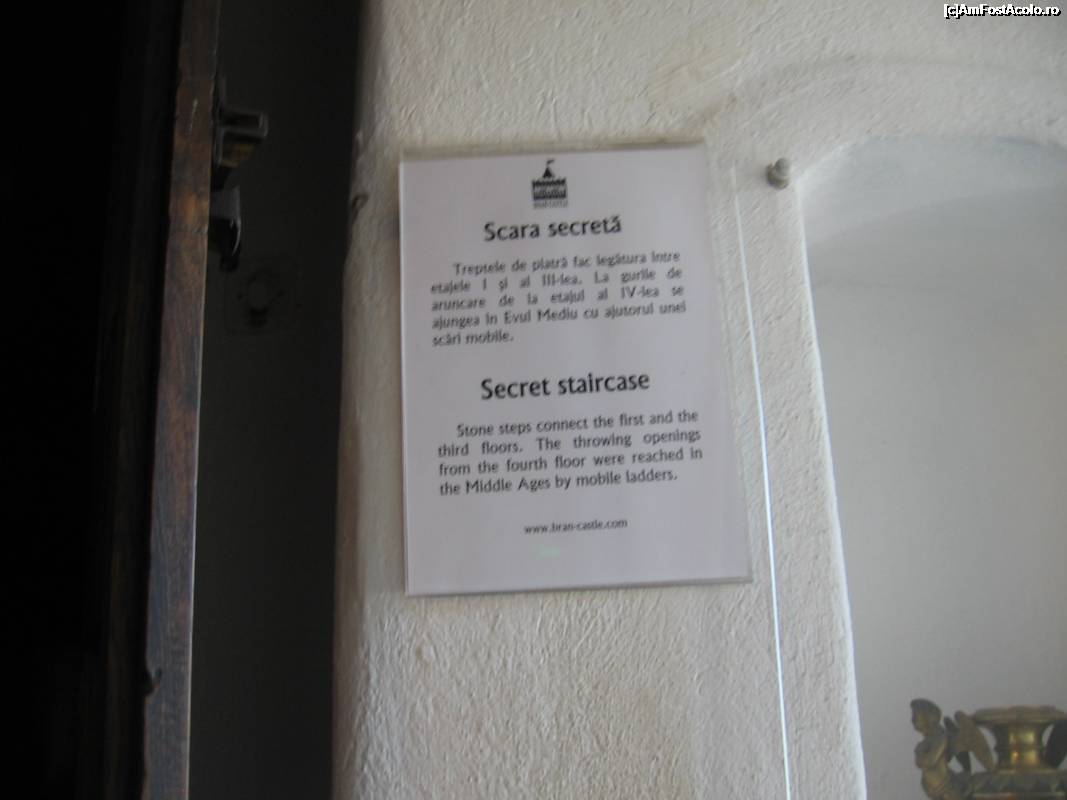 [c]AmFostAcolo.ro
Scara secretă
Treptele de piatră fac legătura între
etajele I și al III-lea. La gurile de
aruncare de la etajul al IV-lea se
ajungea în Evul Mediu cu ajutorul unei
scări mobile.
Secret staircase
Stone steps connect the first and the
third floors. The throwing openings
from the fourth floor were reached in
the Middle Ages by mobile ladders.
www.bran-castle.com